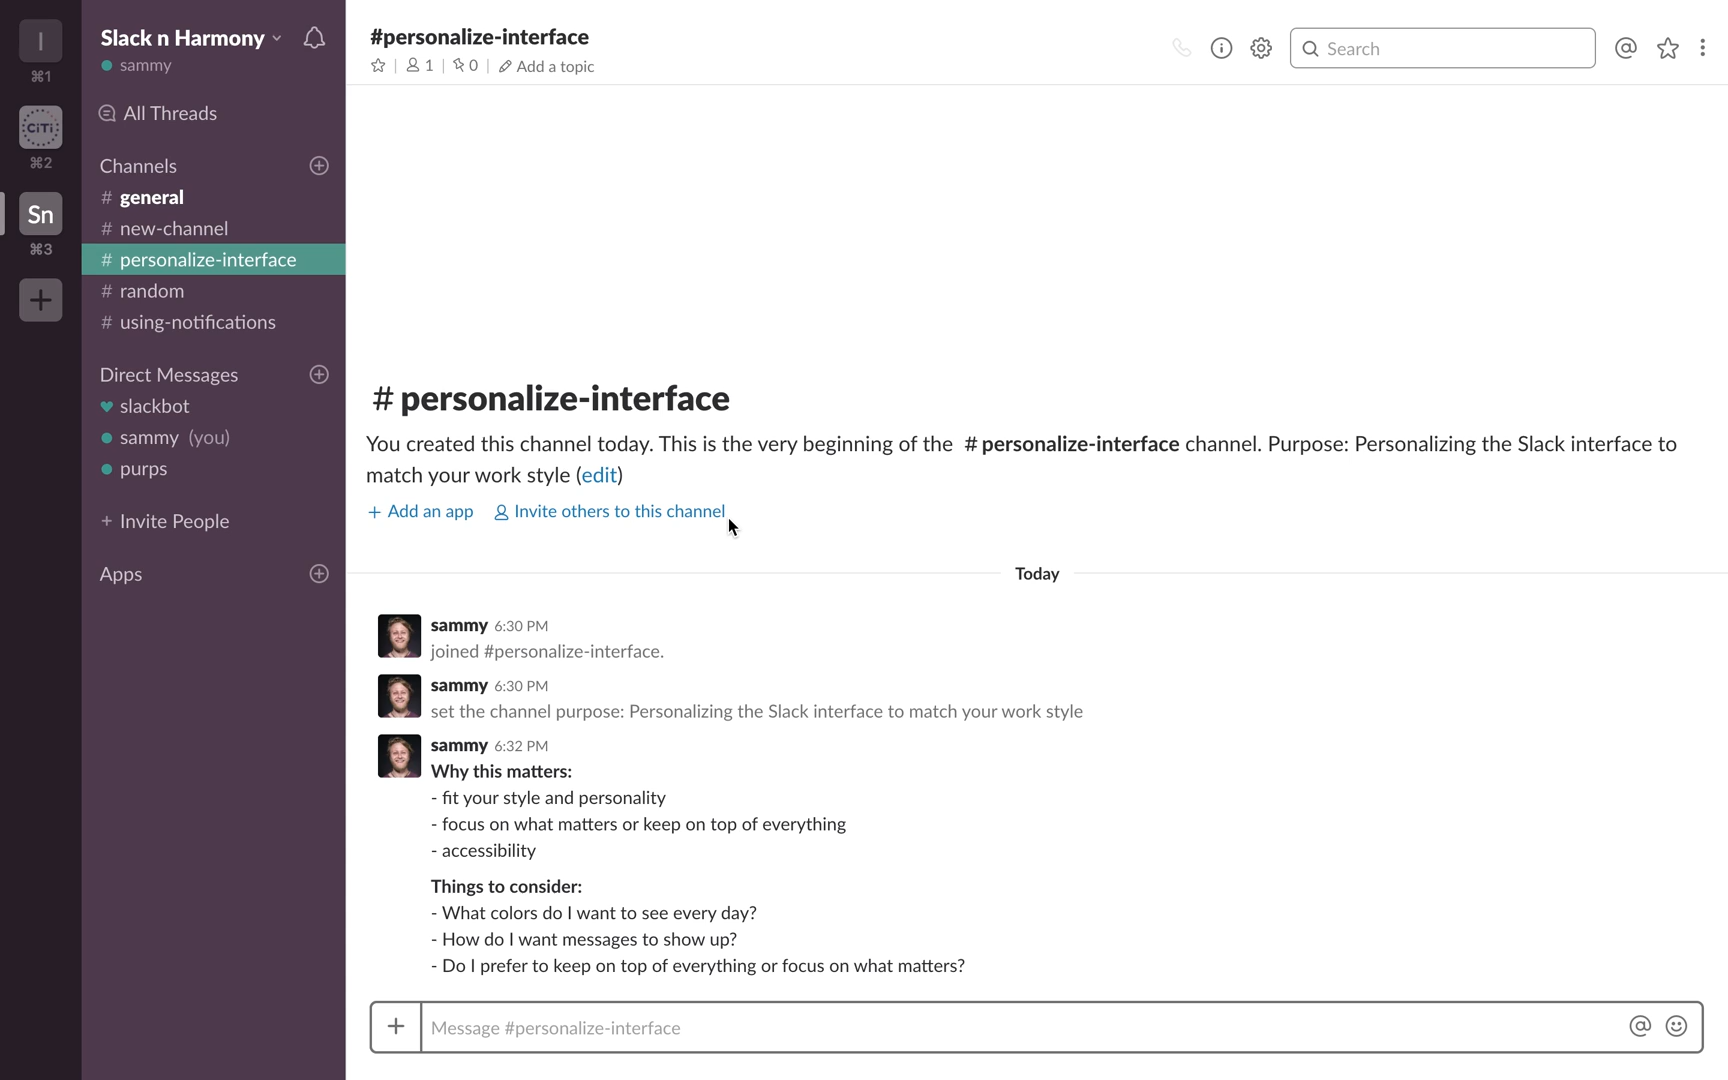 I
⌘1
CiTi
⌘2
Sn
⌘3
Slack n Harmony
sammy
All Threads
Channels
# general
# new-channel
# personalize-interface
# random
# using-notifications
Direct Messages
slackbot
sammy (you)
purps
+ Invite People
Apps
#personalize-interface
1 | 0 | Add a topic
Search
# personalize-interface
You created this channel today. This is the very beginning of the # personalize-interface channel. Purpose: Personalizing the Slack interface to
match your work style (edit)
+ Add an app Invite others to this channel
Today
sammy 6:30 PM
joined #personalize-interface.
sammy 6:30 PM
set the channel purpose: Personalizing the Slack interface to match your work style
sammy 6:32 PM
Why this matters:
- fit your style and personality
- focus on what matters or keep on top of everything
- accessibility
Things to consider:
- What colors do I want to see every day?
- How do I want messages to show up?
- Do I prefer to keep on top of everything or focus on what matters?
Message #personalize-interface